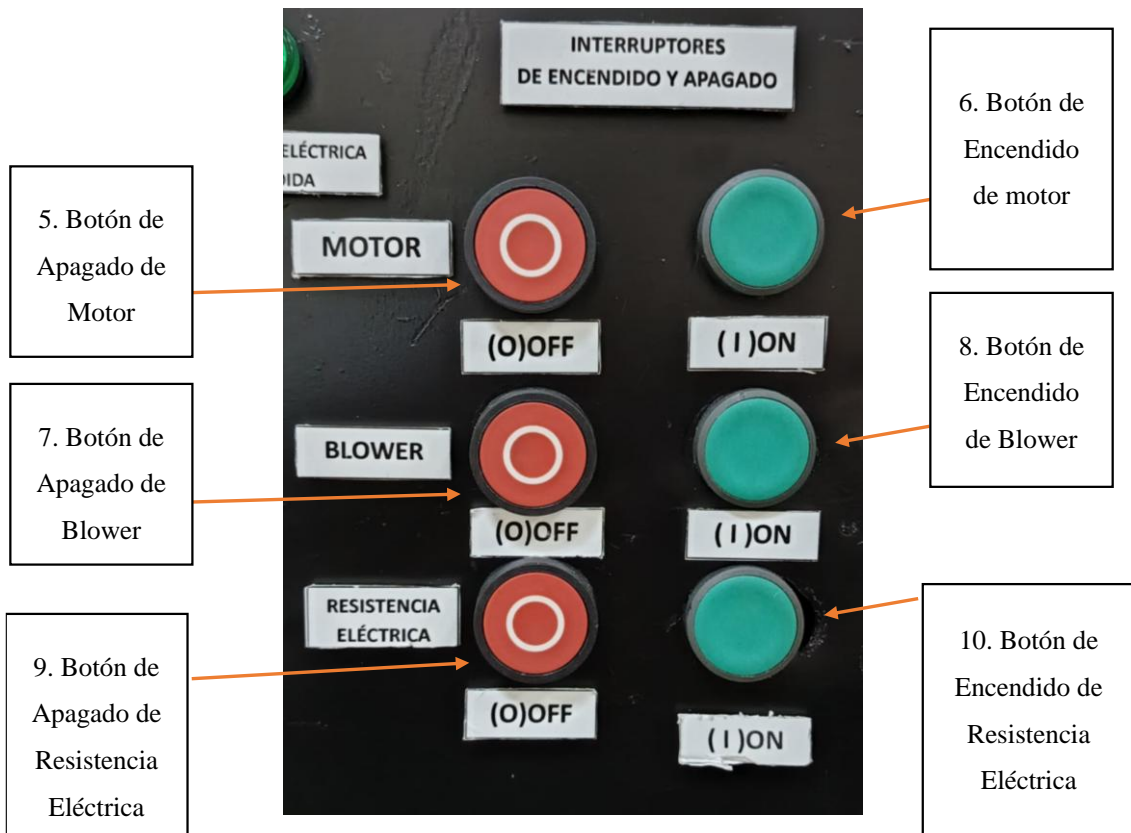 INTERRUPTORES
DE ENCENDIDO Y APAGADO
6. Botón de
Encendido
de motor
ELÉCTRICA
5. Botón de
Apagado de
Motor
MOTOR
(O)OFF
( I )ON
8. Botón de
Encendido
de Blower
7. Botón de
Apagado de
Blower
BLOWER
(O)OFF
( I )ON
RESISTENCIA
ELÉCTRICA
9. Botón de
Apagado de
Resistencia
Eléctrica
(O)OFF
( I )ON
10. Botón de
Encendido de
Resistencia
Eléctrica